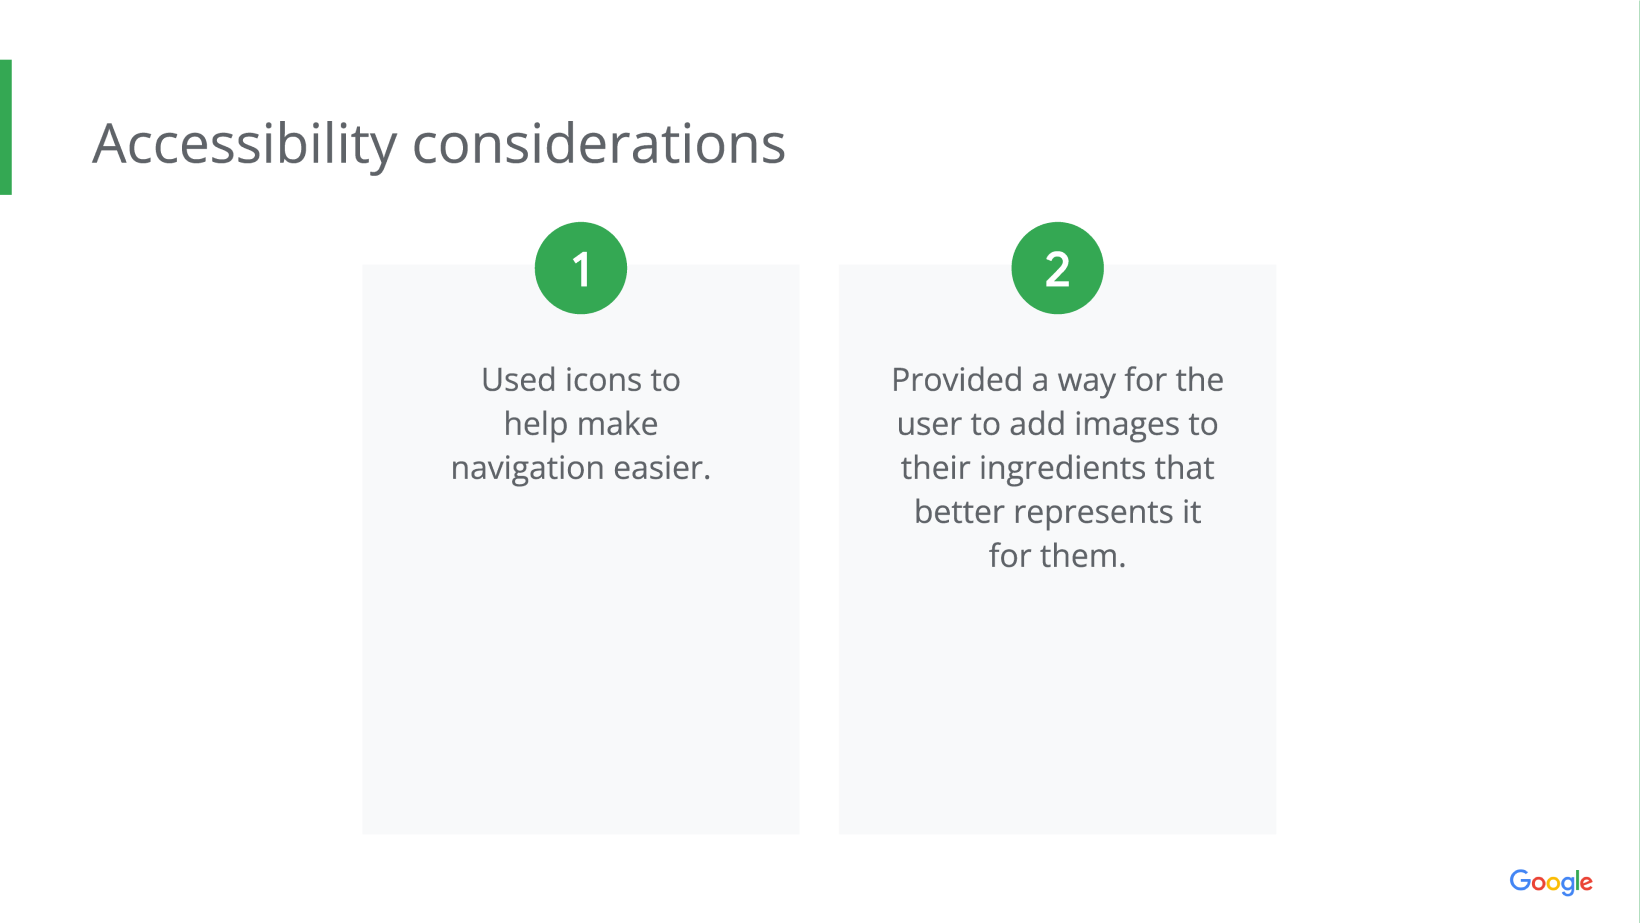 Accessibility considerations
1
Used icons to
help make
navigation easier.
2
Provided a way for the
user to add images to
their ingredients that
better represents it
for them.
Google